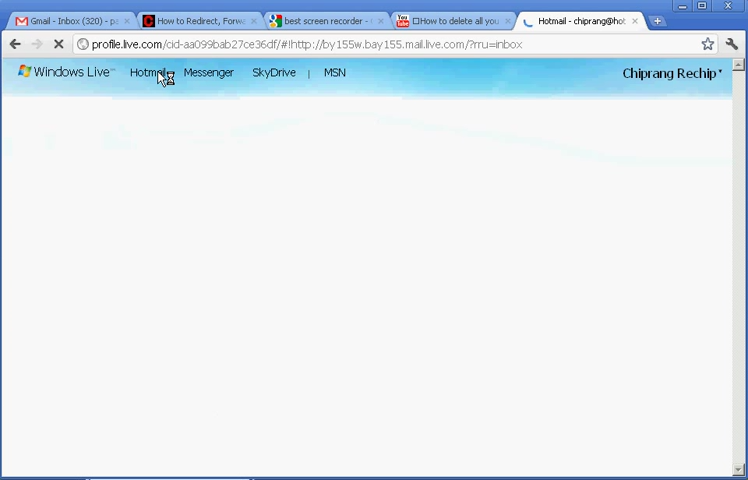 Gmail - Inbox (320) - pa
How to Redirect, Forwa
best screen recorder - 
How to delete all you
Hotmail - chiprang@hot
profile.live.com/cid-aa099bab27ce36df/#!http://by155w.bay155.mail.live.com/?rru=inbox
Windows Live™ Hotmail Messenger SkyDrive | MSN Chiprang Rechip